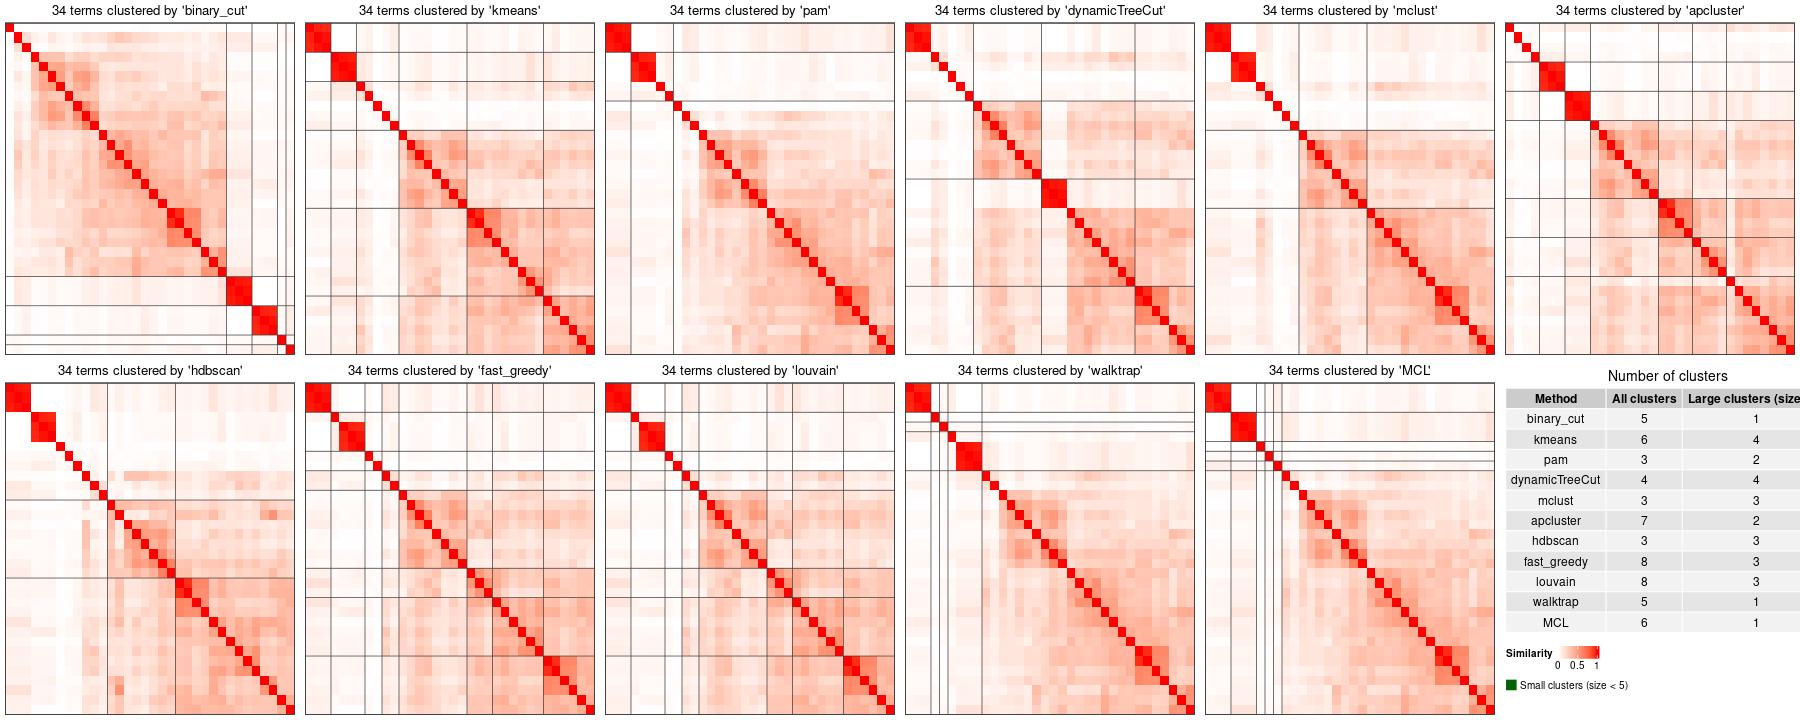 34 terms clustered by 'binary_cut'
34 terms clustered by 'kmeans'
34 terms clustered by 'pam'
34 terms clustered by 'dynamicTreeCut'
34 terms clustered by 'mclust'
34 terms clustered by 'apcluster'
34 terms clustered by 'hdbscan'
34 terms clustered by 'fast_greedy'
34 terms clustered by 'louvain'
34 terms clustered by 'walktrap'
34 terms clustered by 'MCL'
Number of clusters
Method All clusters Large clusters (size
binary_cut 5 1
kmeans 6 4
pam 3 2
dynamicTreeCut 4 4
mclust 3 3
apcluster 7 2
hdbscan 3 3
fast_greedy 8 3
louvain 8 3
walktrap 5 1
MCL 6 1
Similarity
0 0.5 1
Small clusters (size < 5)